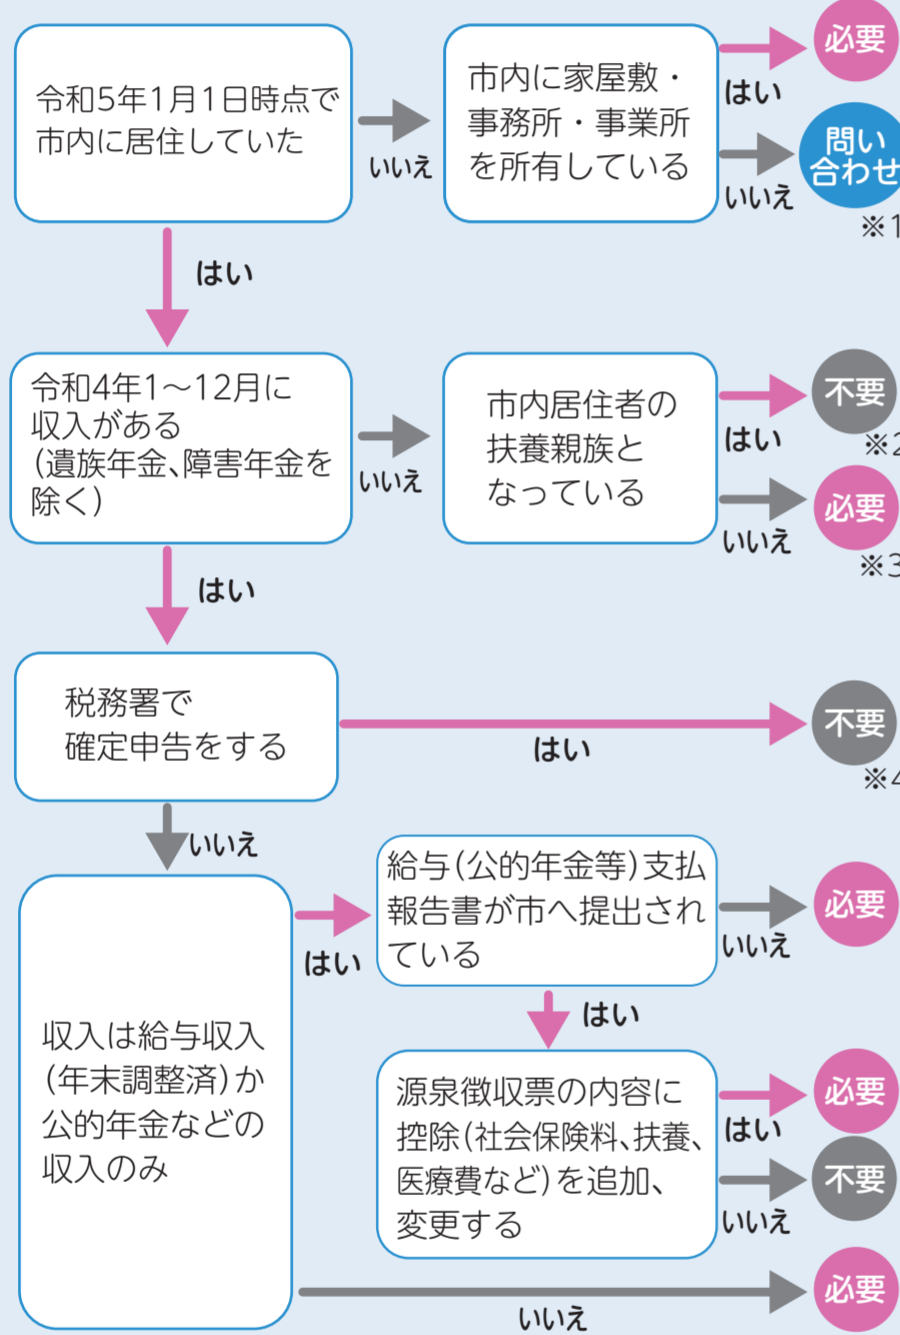 令和5年1月1日時点で
市内に居住していた
いいえ
市内に家屋敷・
事務所・事業所
を所有している
はい
必要
いいえ
問い
合わせ
※1
はい
令和4年1～12月に
収入がある
(遺族年金、障害年金を
除く)
いいえ
市内居住者の
扶養親族と
なっている
はい
不要
※2
いいえ
必要
※3
はい
税務署で
確定申告をする
はい
不要
※4
いいえ
収入は給与収入
(年末調整済)か
公的年金などの
収入のみ
はい
給与(公的年金等)支払
報告書が市へ提出され
ている
いいえ
必要
はい
源泉徴収票の内容に
控除(社会保険料、扶養、
医療費など)を追加、
変更する
はい
必要
いいえ
不要
いいえ
必要